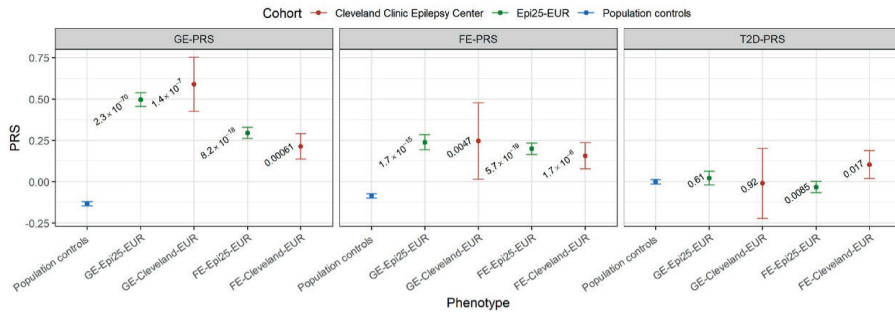 Cohort Cleveland Clinic Epilepsy Center Epi25-EUR Population controls
GE-PRS FE-PRS T2D-PRS
PRS
0.75
0.50
0.25
0.00
-0.25
2.3 × 10⁻⁷⁰
1.4 × 10⁻⁷
8.2 × 10⁻¹⁸
0.00061
1.7 × 10⁻¹⁵
0.0047
5.7 × 10⁻¹⁹
1.7 × 10⁻⁶
0.61
0.92
0.0085
0.017
Population controls
GE-Epi25-EUR
GE-Cleveland-EUR
FE-Epi25-EUR
FE-Cleveland-EUR
Population controls
GE-Epi25-EUR
GE-Cleveland-EUR
FE-Epi25-EUR
FE-Cleveland-EUR
Population controls
GE-Epi25-EUR
GE-Cleveland-EUR
FE-Epi25-EUR
FE-Cleveland-EUR
Phenotype